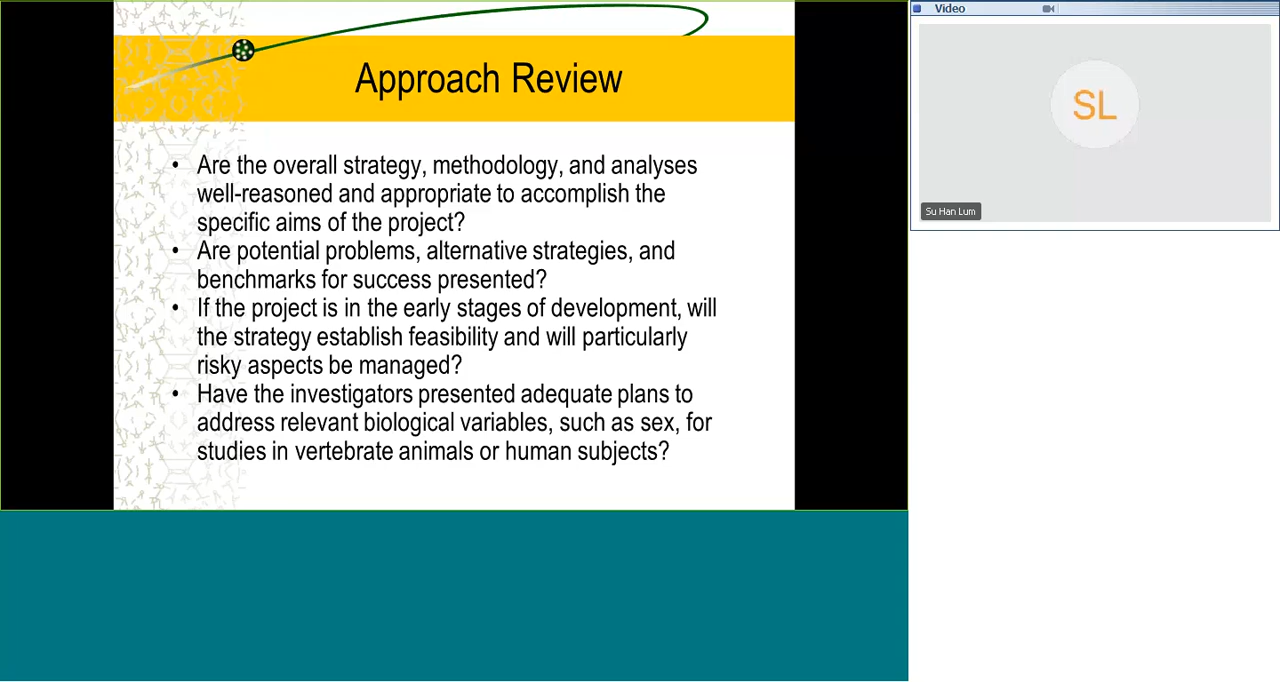 Approach Review
• Are the overall strategy, methodology, and analyses
well-reasoned and appropriate to accomplish the
specific aims of the project?
• Are potential problems, alternative strategies, and
benchmarks for success presented?
• If the project is in the early stages of development, will
the strategy establish feasibility and will particularly
risky aspects be managed?
• Have the investigators presented adequate plans to
address relevant biological variables, such as sex, for
studies in vertebrate animals or human subjects?
Video
SL
Su Han Lum